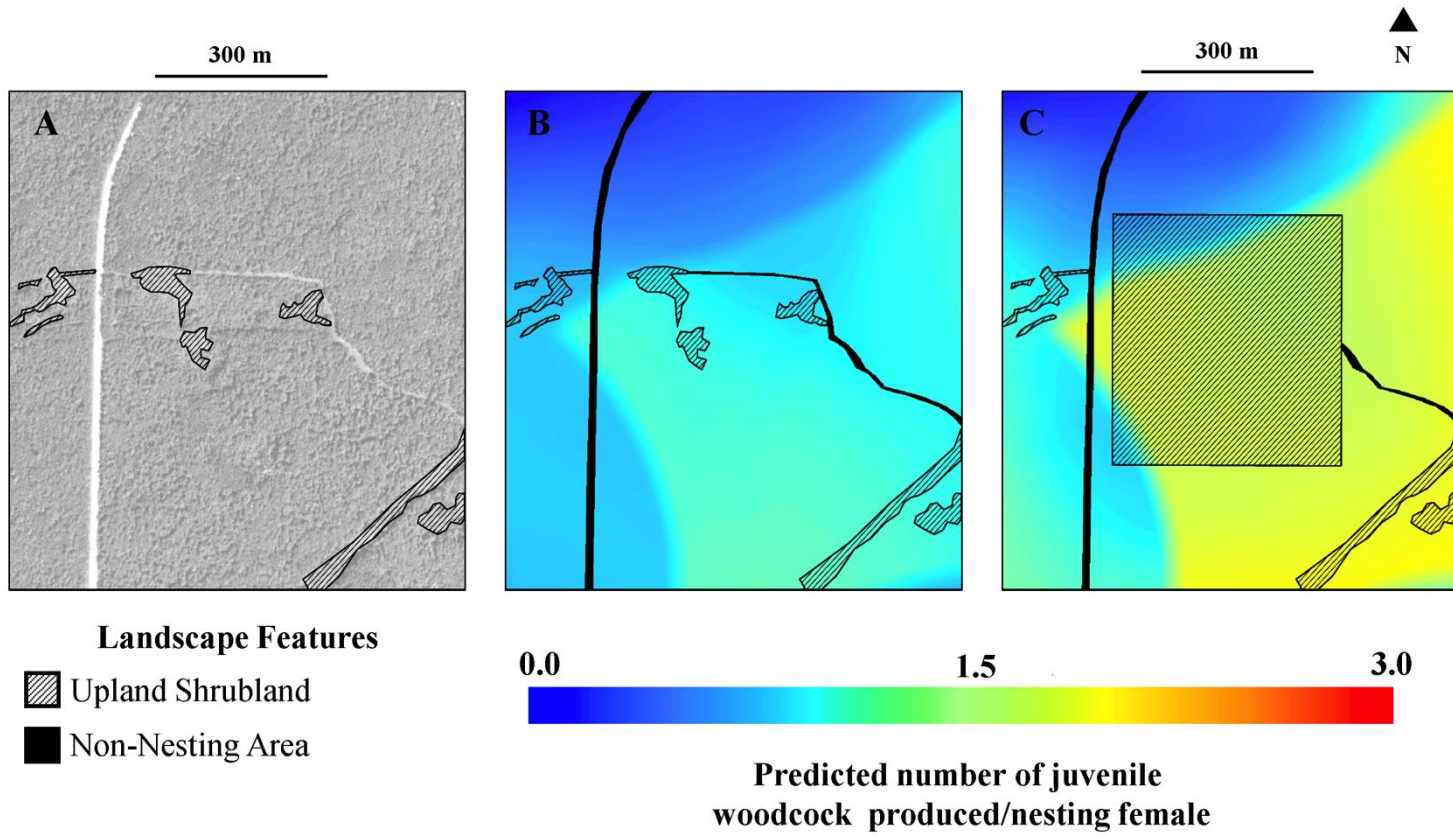 300 m
300 m
N
A
B
C
Landscape Features
Upland Shrubland
Non-Nesting Area
0.0
1.5
3.0
Predicted number of juvenile
woodcock produced/nesting female